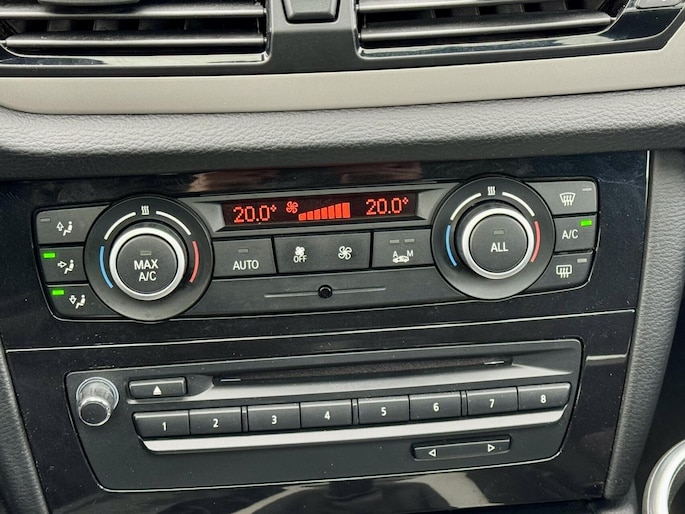 20.0° 20.0°
MAX
A/C
AUTO
OFF
A M
ALL
A/C
1 2 3 4 5 6 7 8